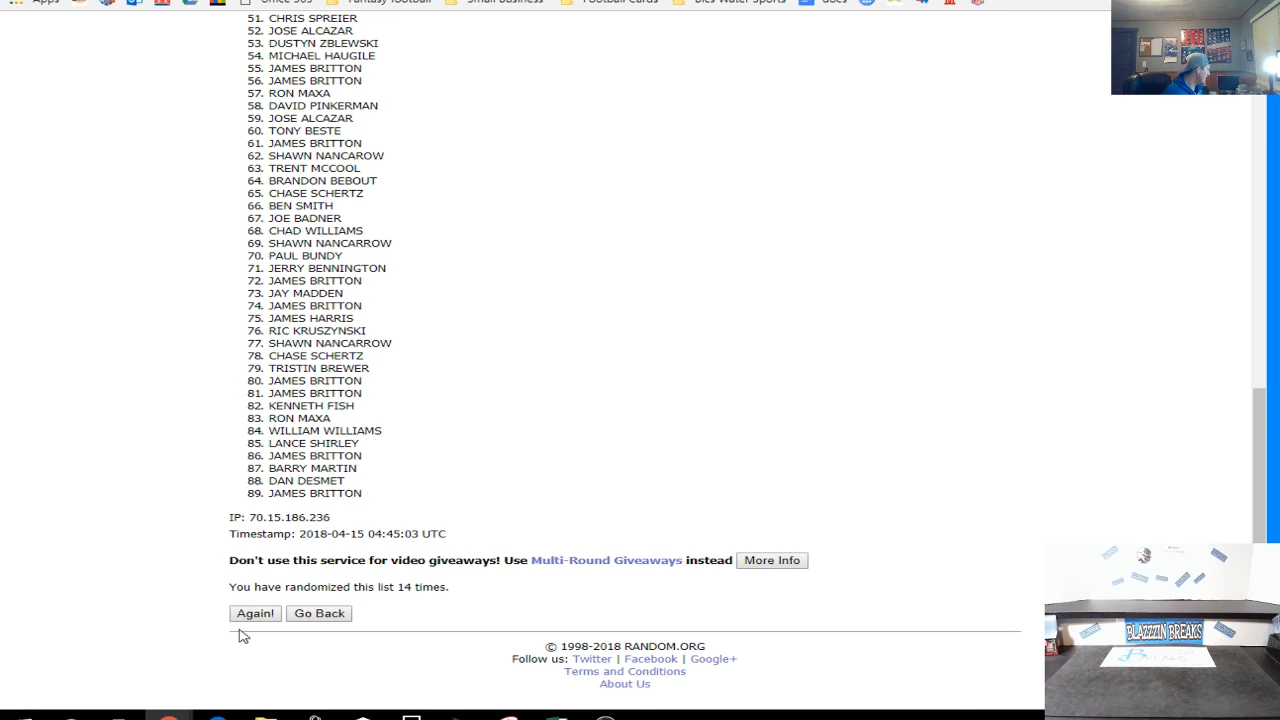 Apps
Office 365
Fantasy football
Small Business
Football Cards
Bics Water Sports
docs
51. CHRIS SPREIER
52. JOSE ALCAZAR
53. DUSTYN ZBLEWSKI
54. MICHAEL HAUGILE
55. JAMES BRITTON
56. JAMES BRITTON
57. RON MAXA
58. DAVID PINKERMAN
59. JOSE ALCAZAR
60. TONY BESTE
61. JAMES BRITTON
62. SHAWN NANCAROW
63. TRENT MCCOOL
64. BRANDON BEBOUT
65. CHASE SCHERTZ
66. BEN SMITH
67. JOE BADNER
68. CHAD WILLIAMS
69. SHAWN NANCARROW
70. PAUL BUNDY
71. JERRY BENNINGTON
72. JAMES BRITTON
73. JAY MADDEN
74. JAMES BRITTON
75. JAMES HARRIS
76. RIC KRUSZYNSKI
77. SHAWN NANCARROW
78. CHASE SCHERTZ
79. TRISTIN BREWER
80. JAMES BRITTON
81. JAMES BRITTON
82. KENNETH FISH
83. RON MAXA
84. WILLIAM WILLIAMS
85. LANCE SHIRLEY
86. JAMES BRITTON
87. BARRY MARTIN
88. DAN DESMET
89. JAMES BRITTON
IP: 70.15.186.236
Timestamp: 2018-04-15 04:45:03 UTC
Don't use this service for video giveaways! Use Multi-Round Giveaways instead More Info
You have randomized this list 14 times.
Again! Go Back
© 1998-2018 RANDOM.ORG
Follow us: Twitter | Facebook | Google+
Terms and Conditions
About Us
BLAZZZIN BREAKS